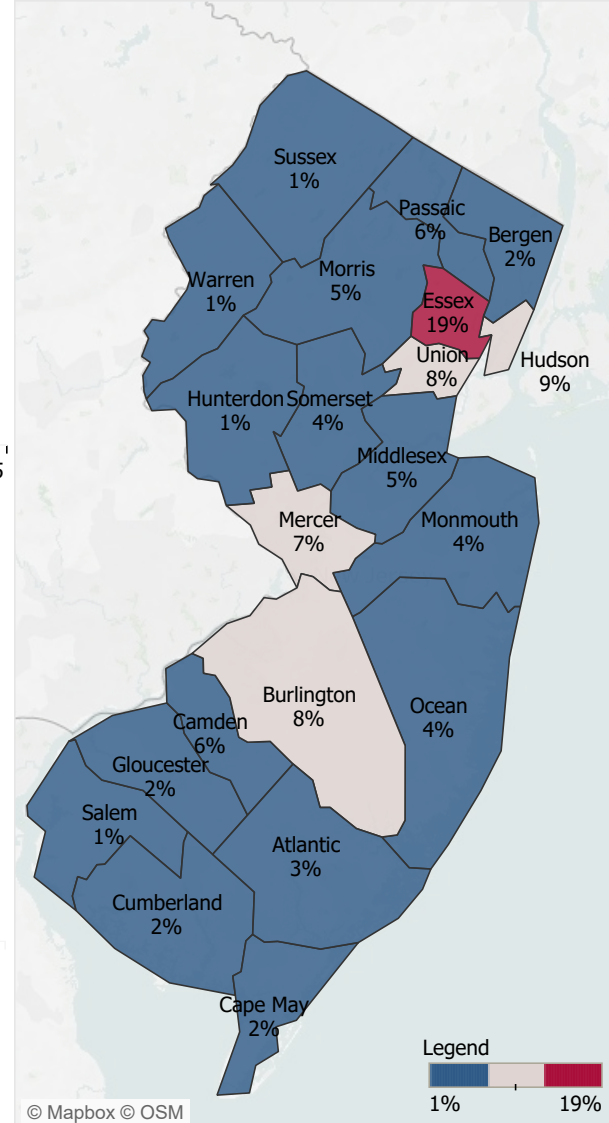 Sussex
1%
Passaic
6%
Bergen
2%
Warren
1%
Morris
5%
Essex
19%
Union
8%
Hudson
9%
Hunterdon
1%
Somerset
4%
Middlesex
5%
Mercer
7%
Monmouth
4%
Burlington
8%
Ocean
4%
Camden
6%
Gloucester
2%
Salem
1%
Atlantic
3%
Cumberland
2%
Cape May
2%
Legend
1% 19%
© Mapbox © OSM